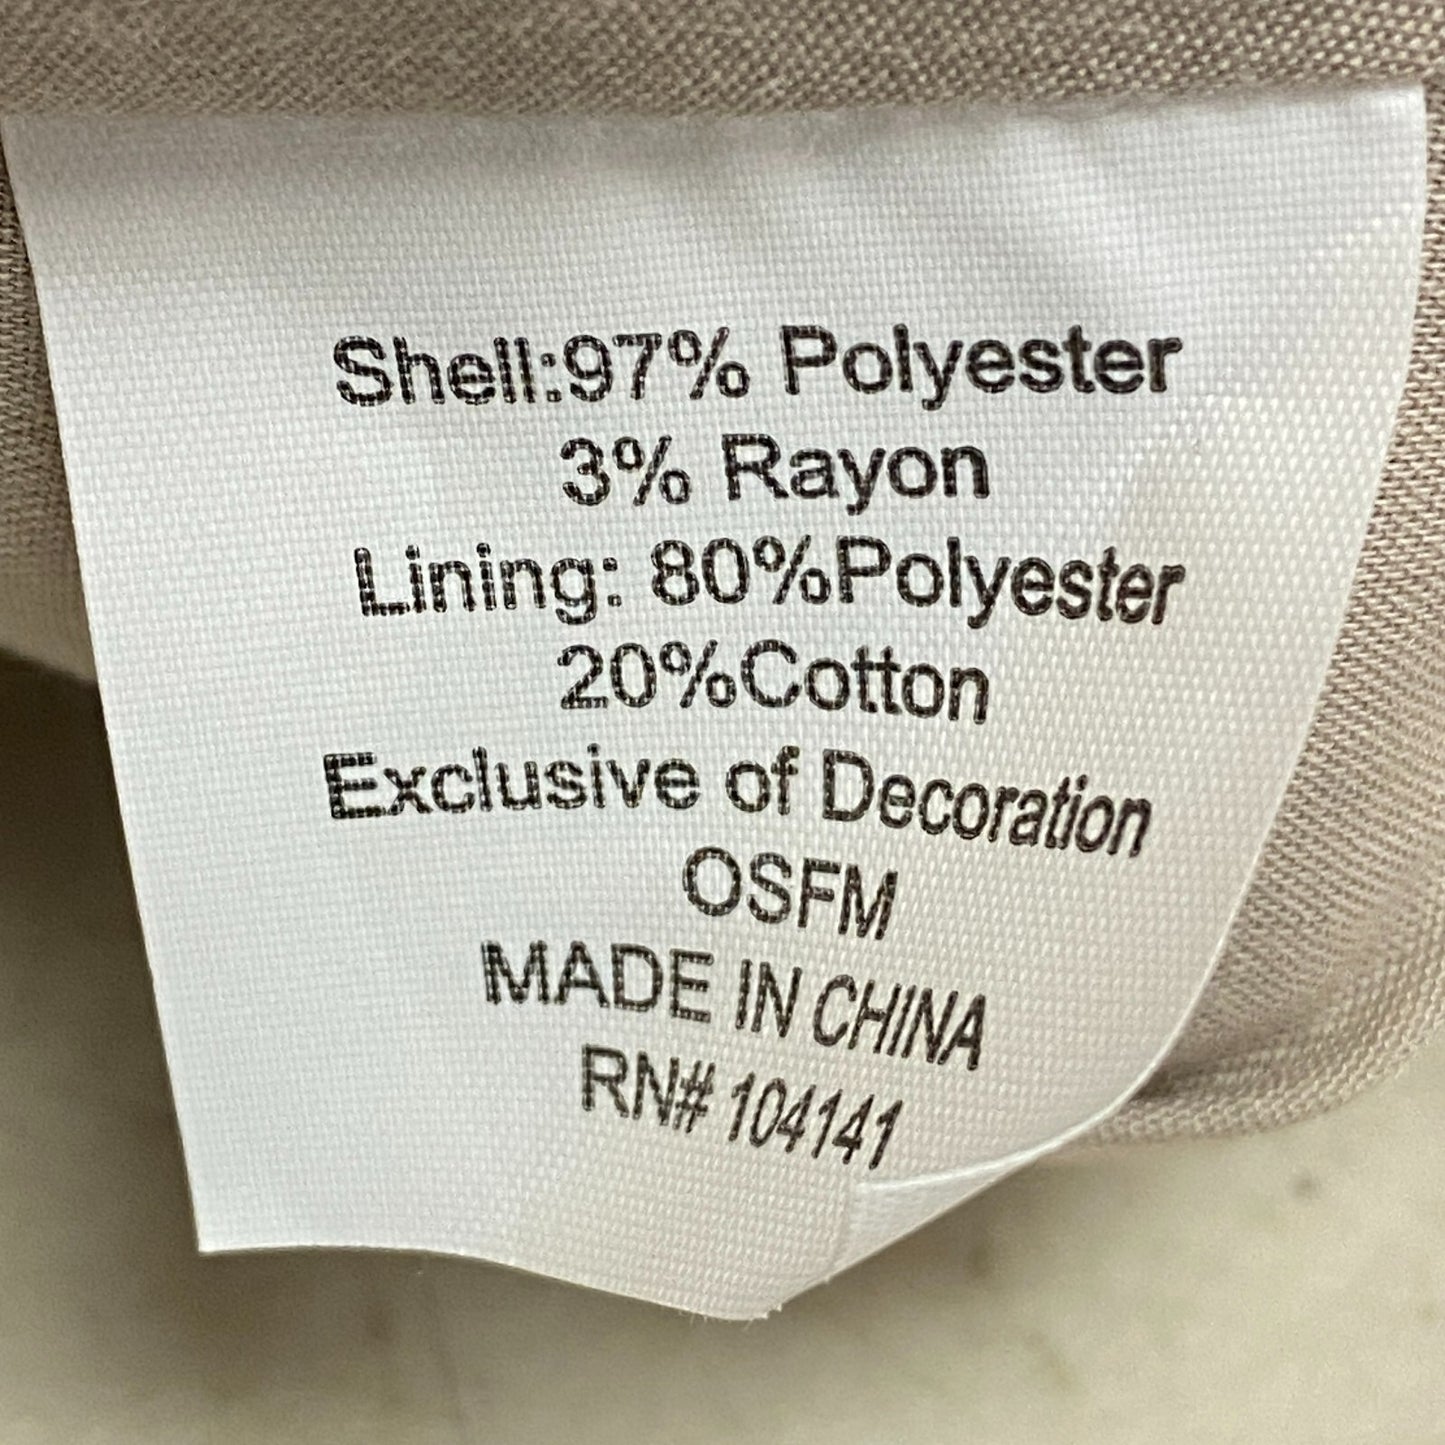 Shell:97% Polyester
3% Rayon
Lining: 80%Polyester
20%Cotton
Exclusive of Decoration
OSFM
MADE IN CHINA
RN# 104141